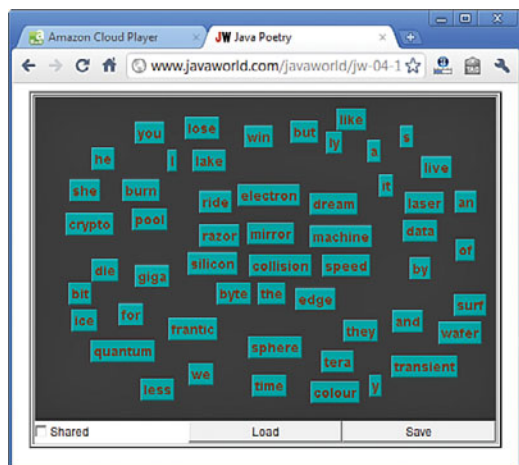 Amazon Cloud Player
JW Java Poetry
www.javaworld.com/javaworld/jw-04-1
like
you
lose
win
but
ly
s
a
he
I
lake
live
it
she
burn
ride
electron
dream
laser
an
crypto
pool
razor
mirror
machine
data
of
die
giga
silicon
collision
speed
by
bit
byte
the
edge
surf
ice
for
frantic
they
and
wafer
quantum
sphere
tera
transient
we
less
time
colour
y
Shared
Load
Save